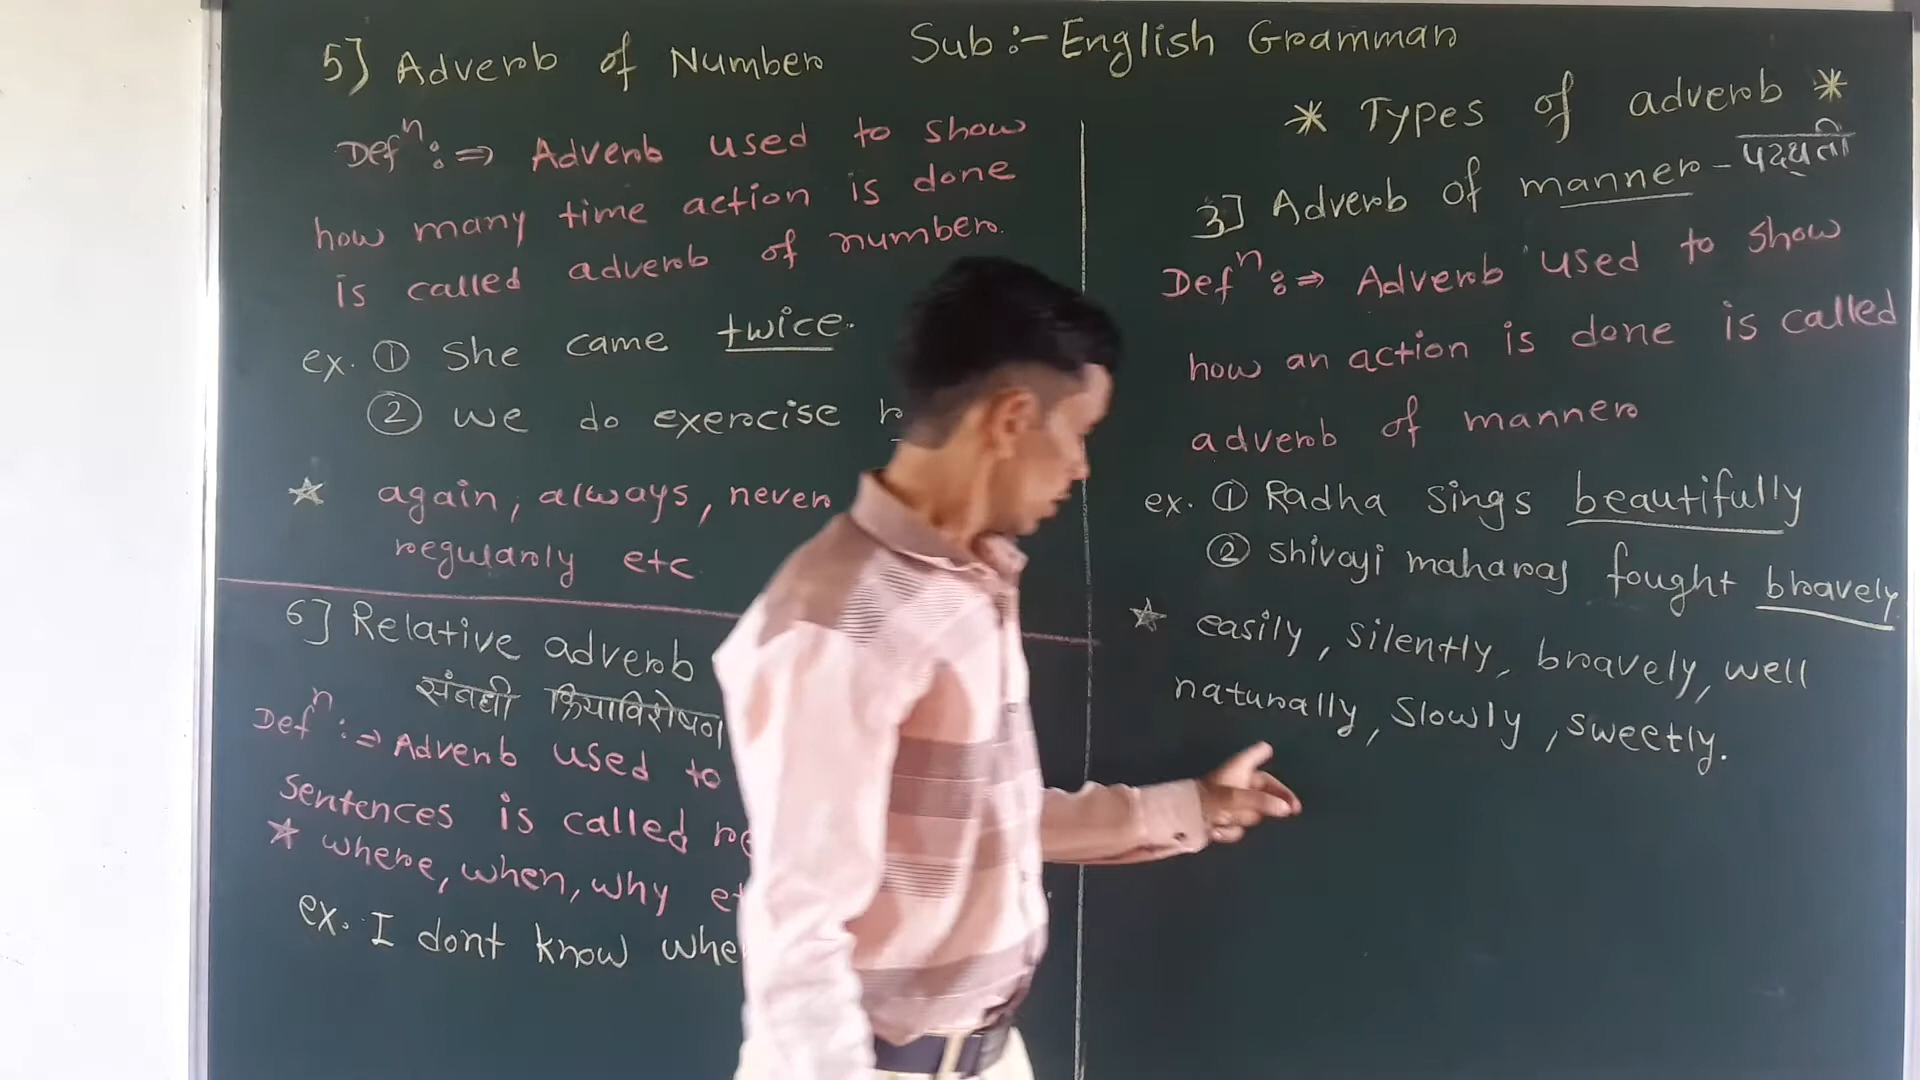 Sub :- English Grammar
5] Adverb of Number
Defⁿ :⇒ Adverb used to show
how many time action is done
is called adverb of number.
ex. ① She came twice.
② we do exercise
☆ again, always, never
regularly etc
6] Relative adverb
संबधी क्रियाविशेषण
Defⁿ :⇒ Adverb used to
sentences is called
☆ where, when, why
ex. I dont know
* Types of adverb *
3] Adverb of manner - पद्धती
Defⁿ :⇒ Adverb used to show
how an action is done is called
adverb of manner
ex. ① Radha sings beautifully
② shivaji maharaj fought bravely
☆ easily, silently, bravely, well
naturally, slowly, sweetly.